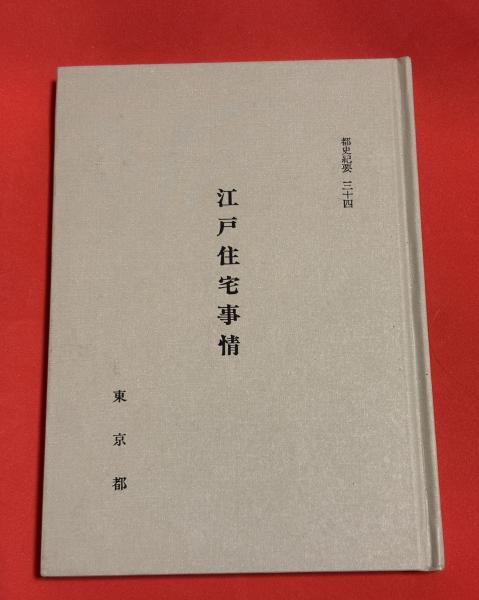 都史紀要 三十四
江戸住宅事情
東京都